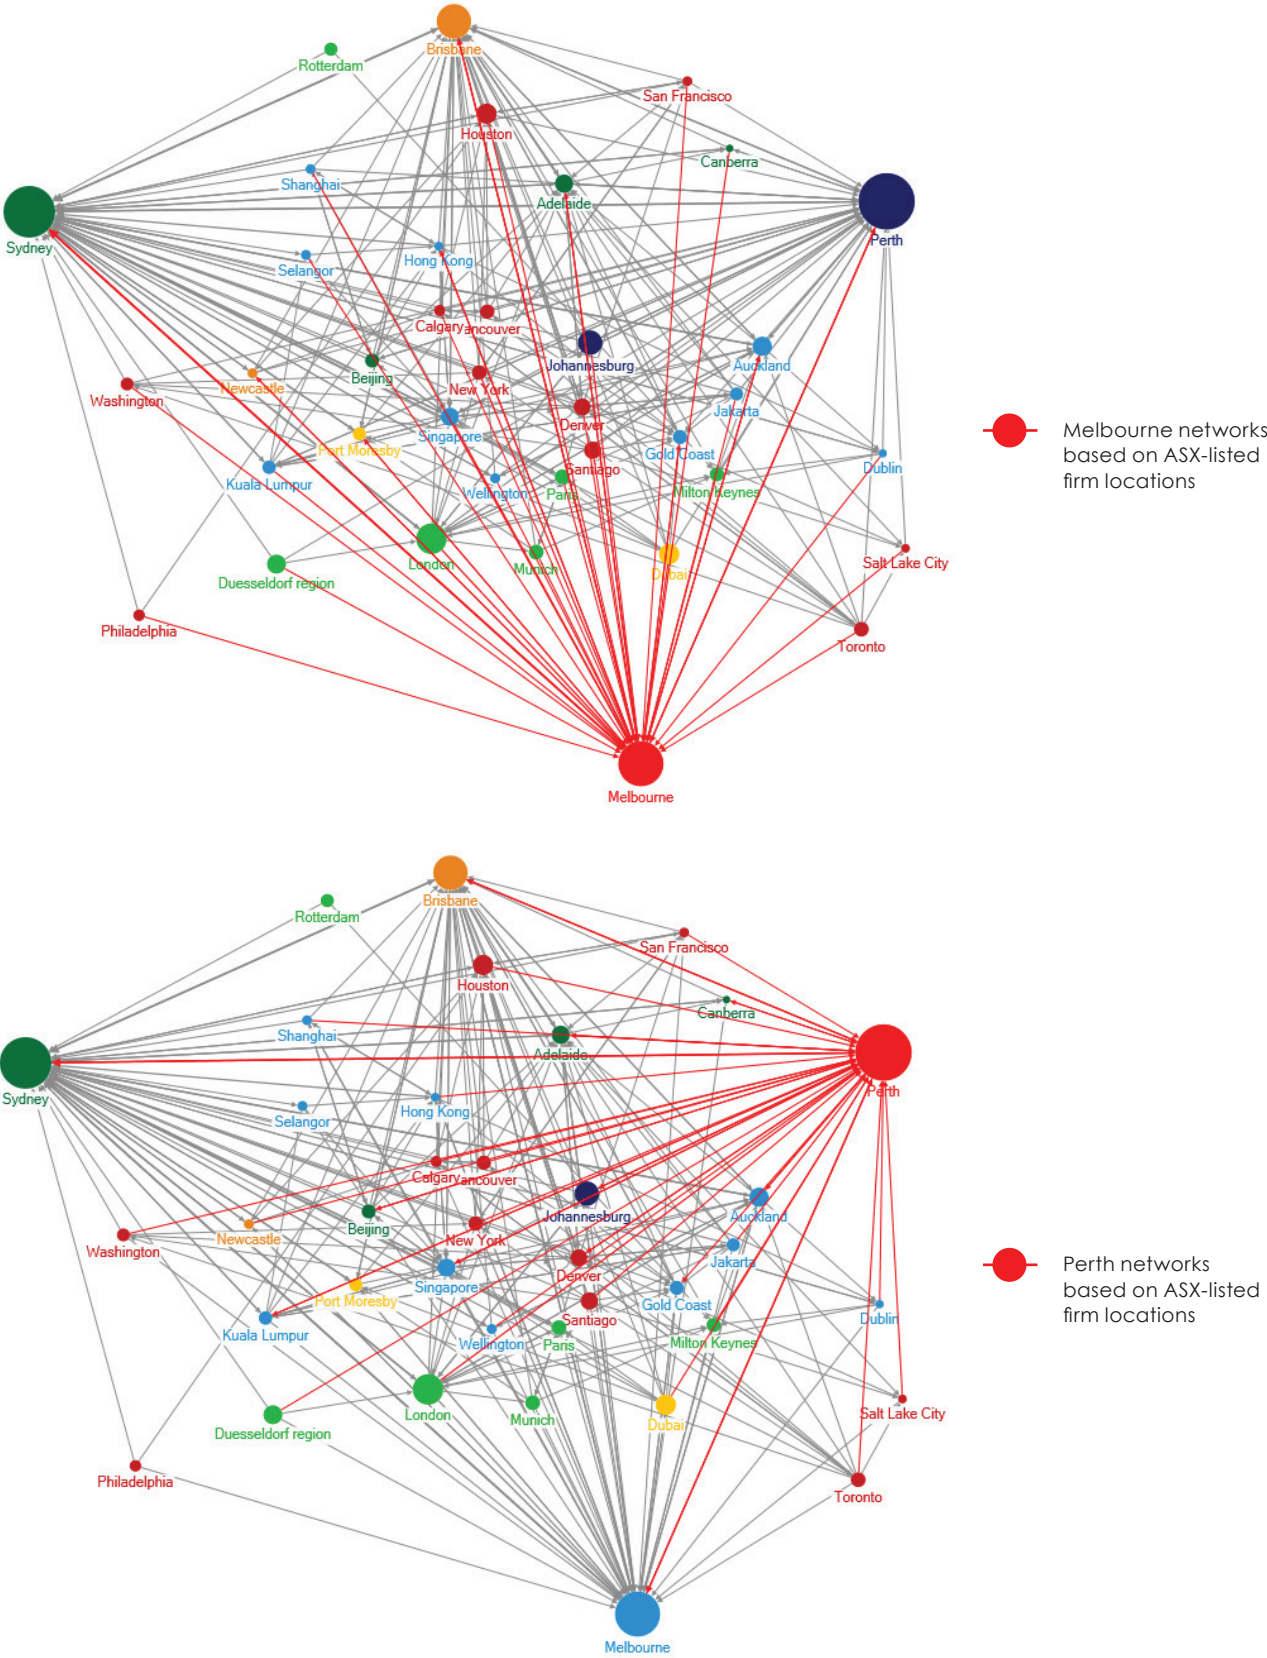 Brisbane
Rotterdam
San Francisco
Houston
Canberra
Shanghai
Adelaide
Sydney
Perth
Hong Kong
Selangor
Calgary
ancouver
Johannesburg
Auckland
Beijing
Newcastle
New York
Washington
Jakarta
Denver
Singapore
Port Moresby
Gold Coast
Santiago
Dublin
Kuala Lumpur
Wellington
Paris
Milton Keynes
London
Munich
Dubai
Salt Lake City
Duesseldorf region
Philadelphia
Toronto
Melbourne
Melbourne networks
based on ASX-listed
firm locations
Brisbane
Rotterdam
San Francisco
Houston
Canberra
Shanghai
Adelaide
Sydney
Perth
Hong Kong
Selangor
Calgary
ancouver
Johannesburg
Auckland
Beijing
Newcastle
New York
Washington
Jakarta
Denver
Singapore
Port Moresby
Gold Coast
Santiago
Dublin
Kuala Lumpur
Wellington
Paris
Milton Keynes
London
Munich
Dubai
Salt Lake City
Duesseldorf region
Philadelphia
Toronto
Melbourne
Perth networks
based on ASX-listed
firm locations